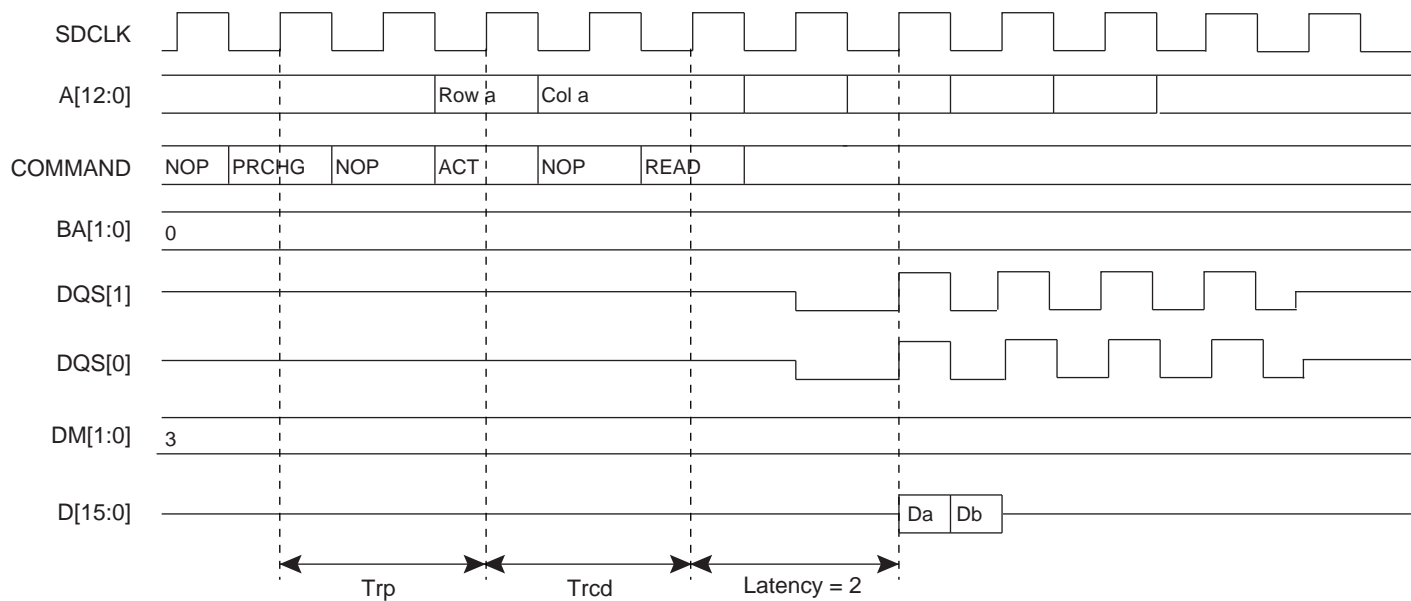 SDCLK
A[12:0] Row a Col a
COMMAND NOP PRCHG NOP ACT NOP READ
BA[1:0] 0
DQS[1]
DQS[0]
DM[1:0] 3
D[15:0] Da Db
Trp Trcd Latency = 2